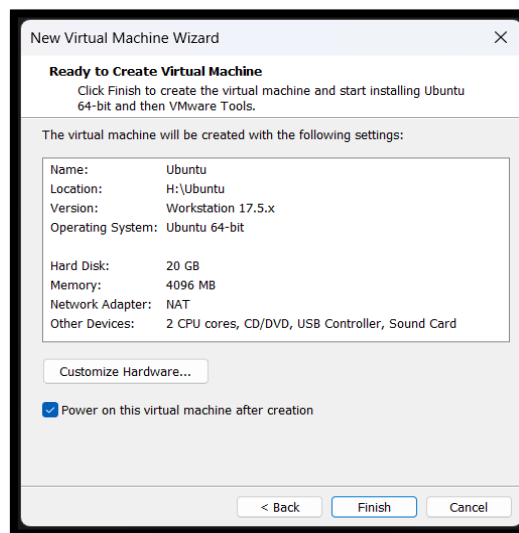 New Virtual Machine Wizard
Ready to Create Virtual Machine
Click Finish to create the virtual machine and start installing Ubuntu
64-bit and then VMware Tools.
The virtual machine will be created with the following settings:
Name: Ubuntu
Location: H:\Ubuntu
Version: Workstation 17.5.x
Operating System: Ubuntu 64-bit
Hard Disk: 20 GB
Memory: 4096 MB
Network Adapter: NAT
Other Devices: 2 CPU cores, CD/DVD, USB Controller, Sound Card
Customize Hardware...
Power on this virtual machine after creation
< Back Finish Cancel